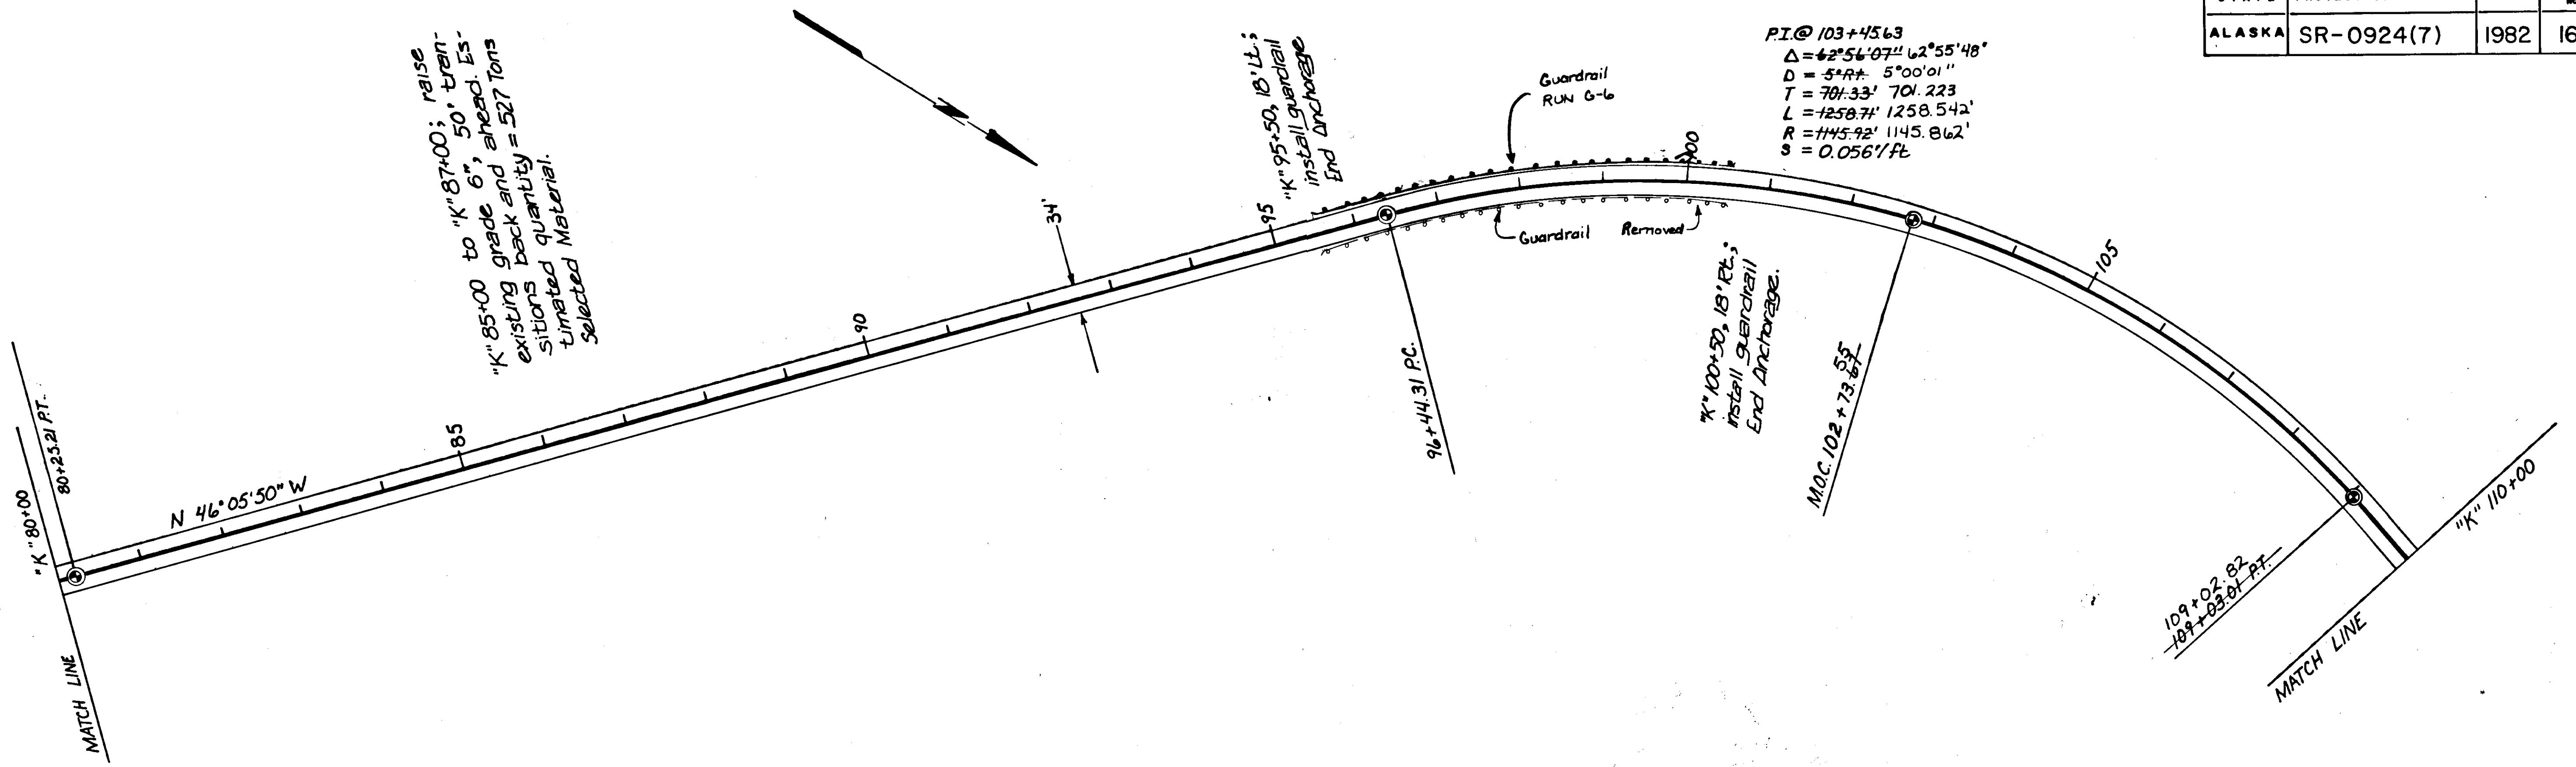 ALASKA SR-0924(7) 1982 16
P.I.@ 103+45.63
Δ = 62°56'07" 62°55'48"
D = 5°Rt. 5°00'01"
T = 701.33' 701.223
L = 1258.71' 1258.542'
R = 1145.92' 1145.862'
S = 0.056'/ft
"K" 85+00 to "K" 87+00; raise
existing grade 6", 50' tran-
sitions back and ahead. Es-
timated quantity = 527 Tons
Selected Material.
"K" 95+50, 18' Lt.;
install guardrail
End Anchorage
Guardrail
RUN G-6
100
34'
95
Guardrail Removed
105
90
"K" 100+50, 18' Rt.;
install guardrail
End Anchorage.
96+44.31 P.C.
55
M.O.C. 102+73.67
85
80+25.21 P.T.
"K" 80+00
N 46°05'50" W
"K" 110+00
109+02.82
109+03.01 P.T.
MATCH LINE
MATCH LINE